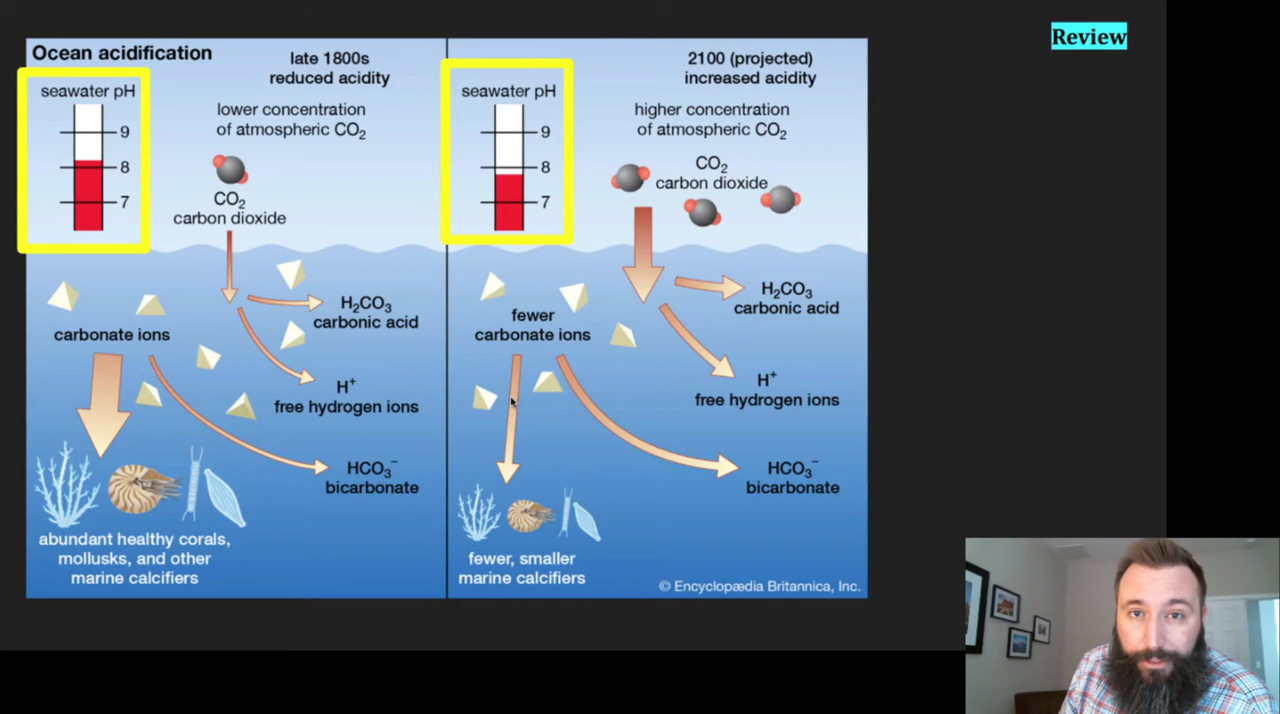 Review
Ocean acidification
late 1800s
reduced acidity
seawater pH
9
8
7
lower concentration
of atmospheric CO₂
CO₂
carbon dioxide
H₂CO₃
carbonic acid
carbonate ions
H⁺
free hydrogen ions
HCO₃⁻
bicarbonate
abundant healthy corals,
mollusks, and other
marine calcifiers
2100 (projected)
increased acidity
seawater pH
9
8
7
higher concentration
of atmospheric CO₂
CO₂
carbon dioxide
H₂CO₃
carbonic acid
fewer
carbonate ions
H⁺
free hydrogen ions
HCO₃⁻
bicarbonate
fewer, smaller
marine calcifiers
© Encyclopædia Britannica, Inc.